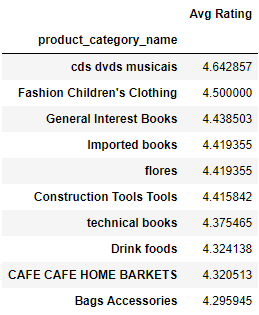 Avg Rating
product_category_name
cds dvds musicais 4.642857
Fashion Children's Clothing 4.500000
General Interest Books 4.438503
Imported books 4.419355
flores 4.419355
Construction Tools Tools 4.415842
technical books 4.375465
Drink foods 4.324138
CAFE CAFE HOME BARKETS 4.320513
Bags Accessories 4.295945